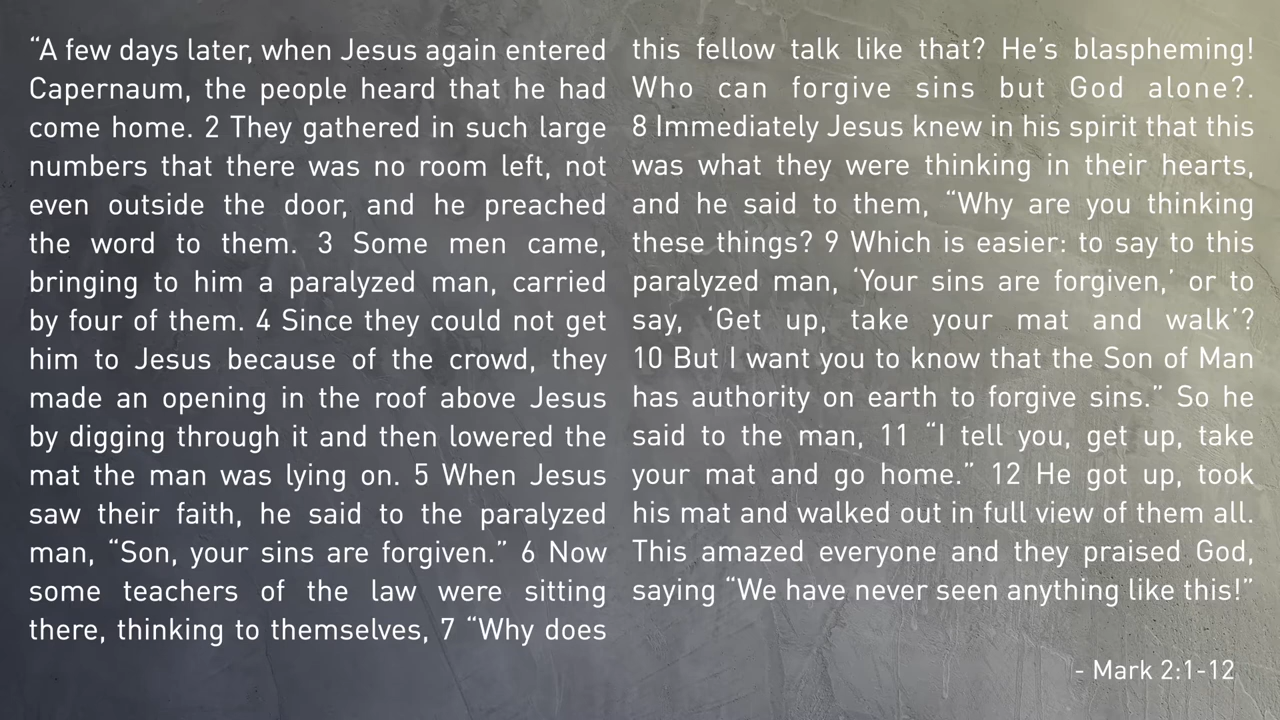 “A few days later, when Jesus again entered
Capernaum, the people heard that he had
come home. 2 They gathered in such large
numbers that there was no room left, not
even outside the door, and he preached
the word to them. 3 Some men came,
bringing to him a paralyzed man, carried
by four of them. 4 Since they could not get
him to Jesus because of the crowd, they
made an opening in the roof above Jesus
by digging through it and then lowered the
mat the man was lying on. 5 When Jesus
saw their faith, he said to the paralyzed
man, “Son, your sins are forgiven.” 6 Now
some teachers of the law were sitting
there, thinking to themselves, 7 “Why does
this fellow talk like that? He’s blaspheming!
Who can forgive sins but God alone?.
8 Immediately Jesus knew in his spirit that this
was what they were thinking in their hearts,
and he said to them, “Why are you thinking
these things? 9 Which is easier: to say to this
paralyzed man, ‘Your sins are forgiven,’ or to
say, ‘Get up, take your mat and walk’?
10 But I want you to know that the Son of Man
has authority on earth to forgive sins.” So he
said to the man, 11 “I tell you, get up, take
your mat and go home.” 12 He got up, took
his mat and walked out in full view of them all.
This amazed everyone and they praised God,
saying “We have never seen anything like this!”
- Mark 2:1-12